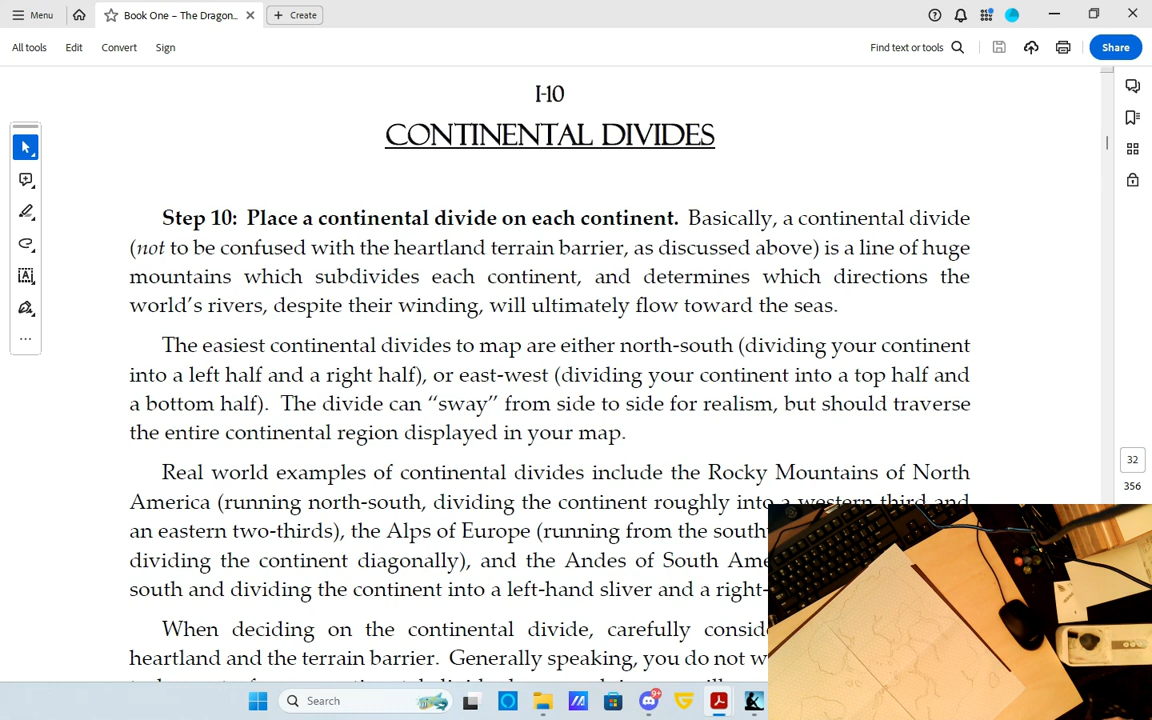 Menu
Book One – The Dragon...
Create
All tools
Edit
Convert
Sign
Find text or tools
Share
I-10
CONTINENTAL DIVIDES
Step 10: Place a continental divide on each continent. Basically, a continental divide
(not to be confused with the heartland terrain barrier, as discussed above) is a line of huge
mountains which subdivides each continent, and determines which directions the
world's rivers, despite their winding, will ultimately flow toward the seas.
The easiest continental divides to map are either north-south (dividing your continent
into a left half and a right half), or east-west (dividing your continent into a top half and
a bottom half). The divide can “sway” from side to side for realism, but should traverse
the entire continental region displayed in your map.
32
356
Real world examples of continental divides include the Rocky Mountains of North
America (running north-south, dividing the continent roughly into a western third and
an eastern two-thirds), the Alps of Europe (running from the south
dividing the continent diagonally), and the Andes of South Ame
south and dividing the continent into a left-hand sliver and a right-
When deciding on the continental divide, carefully conside
heartland and the terrain barrier. Generally speaking, you do not w
Search
9+